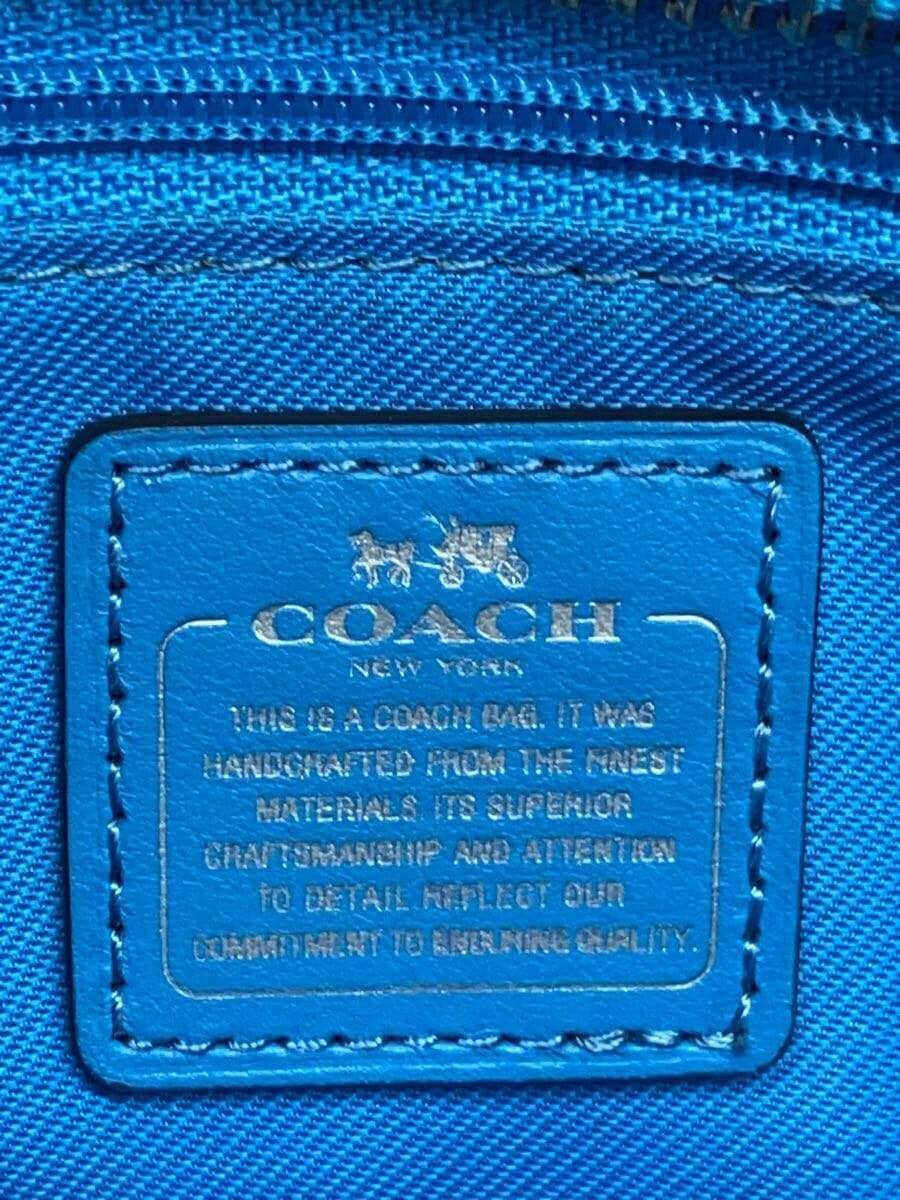 COACH
NEW YORK
THIS IS A COACH BAG. IT WAS
HANDCRAFTED FROM THE FINEST
MATERIALS. ITS SUPERIOR
CRAFTSMANSHIP AND ATTENTION
TO DETAIL REFLECT OUR
COMMITMENT TO ENDURING QUALITY.